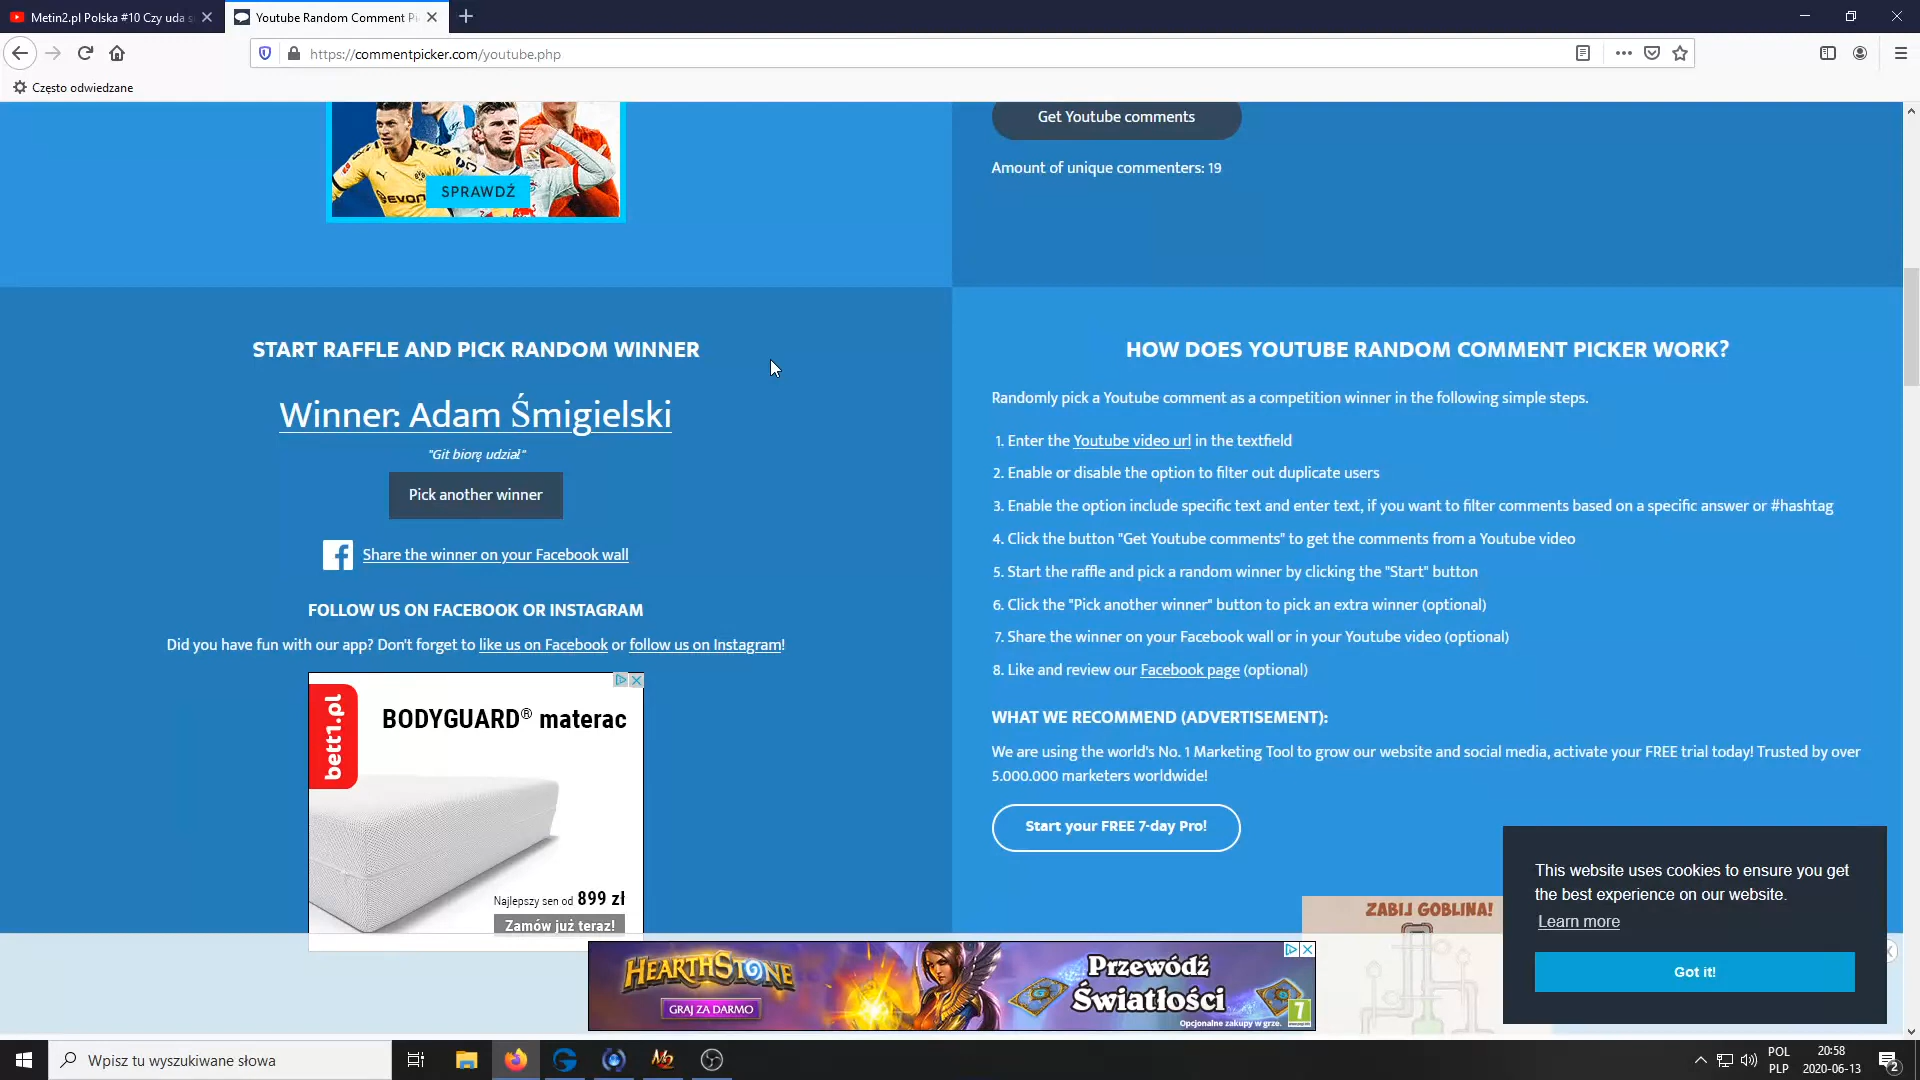 Metin2.pl Polska #10 Czy uda s
Youtube Random Comment Pi
https://commentpicker.com/youtube.php
Często odwiedzane
EVON
SPRAWDŹ
Get Youtube comments
Amount of unique commenters: 19
START RAFFLE AND PICK RANDOM WINNER
Winner: Adam Śmigielski
"Git biorę udział"
Pick another winner
Share the winner on your Facebook wall
FOLLOW US ON FACEBOOK OR INSTAGRAM
Did you have fun with our app? Don't forget to like us on Facebook or follow us on Instagram!
bett1.pl
BODYGUARD® materac
Najlepszy sen od 899 zł
Zamów już teraz!
HOW DOES YOUTUBE RANDOM COMMENT PICKER WORK?
Randomly pick a Youtube comment as a competition winner in the following simple steps.
1. Enter the Youtube video url in the textfield
2. Enable or disable the option to filter out duplicate users
3. Enable the option include specific text and enter text, if you want to filter comments based on a specific answer or #hashtag
4. Click the button "Get Youtube comments" to get the comments from a Youtube video
5. Start the raffle and pick a random winner by clicking the "Start" button
6. Click the "Pick another winner" button to pick an extra winner (optional)
7. Share the winner on your Facebook wall or in your Youtube video (optional)
8. Like and review our Facebook page (optional)
WHAT WE RECOMMEND (ADVERTISEMENT):
We are using the world's No. 1 Marketing Tool to grow our website and social media, activate your FREE trial today! Trusted by over
5.000.000 marketers worldwide!
Start your FREE 7-day Pro!
ZABIJ GOBLINA!
This website uses cookies to ensure you get
the best experience on our website.
Learn more
Got it!
HEARTHSTONE
GRAJ ZA DARMO
Przewódź
Światłości
Opcjonalne zakupy w grze.
7
Wpisz tu wyszukiwane słowa
POL
PLP
20:58
2020-06-13
2